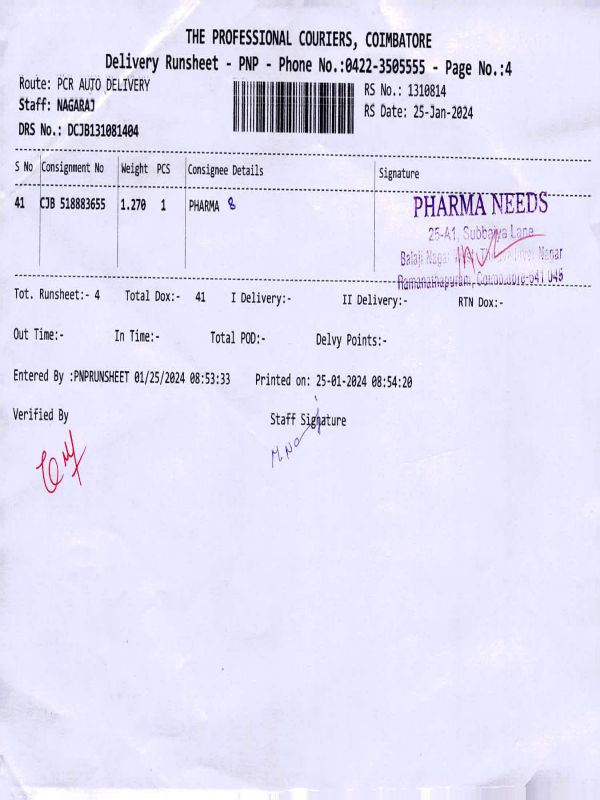 THE PROFESSIONAL COURIERS, COIMBATORE
Delivery Runsheet - PNP - Phone No.:0422-3505555 - Page No.:4
Route: PCR AUTO DELIVERY
RS No.: 1310814
Staff: NAGARAJ
RS Date: 25-Jan-2024
DRS No.: DCJB131081404
S No Consignment No Weight PCS Consignee Details Signature
41 CJB 518883655 1.270 1 PHARMA 8
PHARMA NEEDS
25-A1, Subbaiya Lane
Balaji Nagar Nagar
Ramanathapuram, Coimbatore-641 045
Tot. Runsheet:- 4 Total Dox:- 41 I Delivery:- II Delivery:- RTN Dox:-
Out Time:- In Time:- Total POD:- Delvy Points:-
Entered By :PNPRUNSHEET 01/25/2024 08:53:33 Printed on: 25-01-2024 08:54:20
Verified By Staff Signature